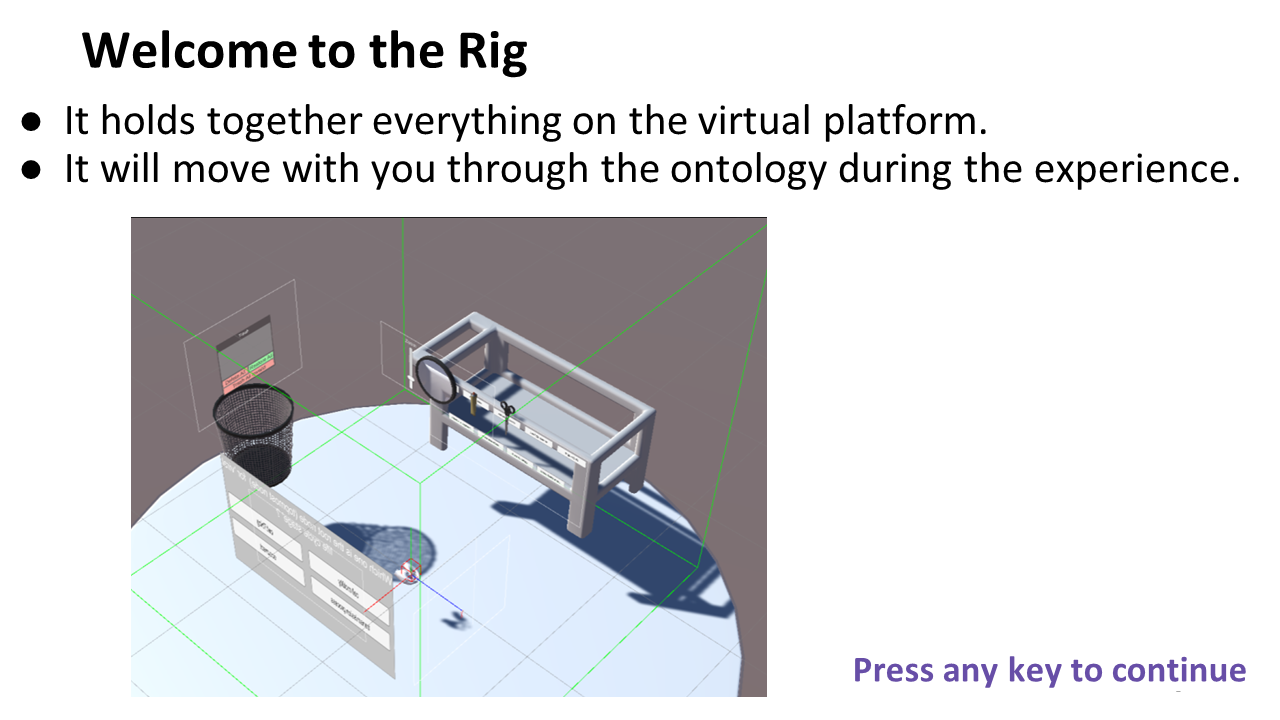 Welcome to the Rig
● It holds together everything on the virtual platform.
● It will move with you through the ontology during the experience.
Press any key to continue